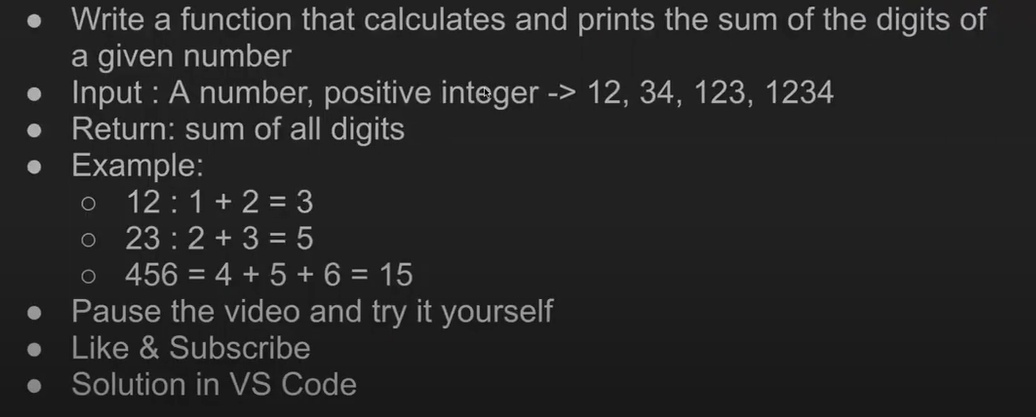 ● Write a function that calculates and prints the sum of the digits of
a given number
● Input : A number, positive integer -> 12, 34, 123, 1234
● Return: sum of all digits
● Example:
○ 12 : 1 + 2 = 3
○ 23 : 2 + 3 = 5
○ 456 = 4 + 5 + 6 = 15
● Pause the video and try it yourself
● Like & Subscribe
● Solution in VS Code